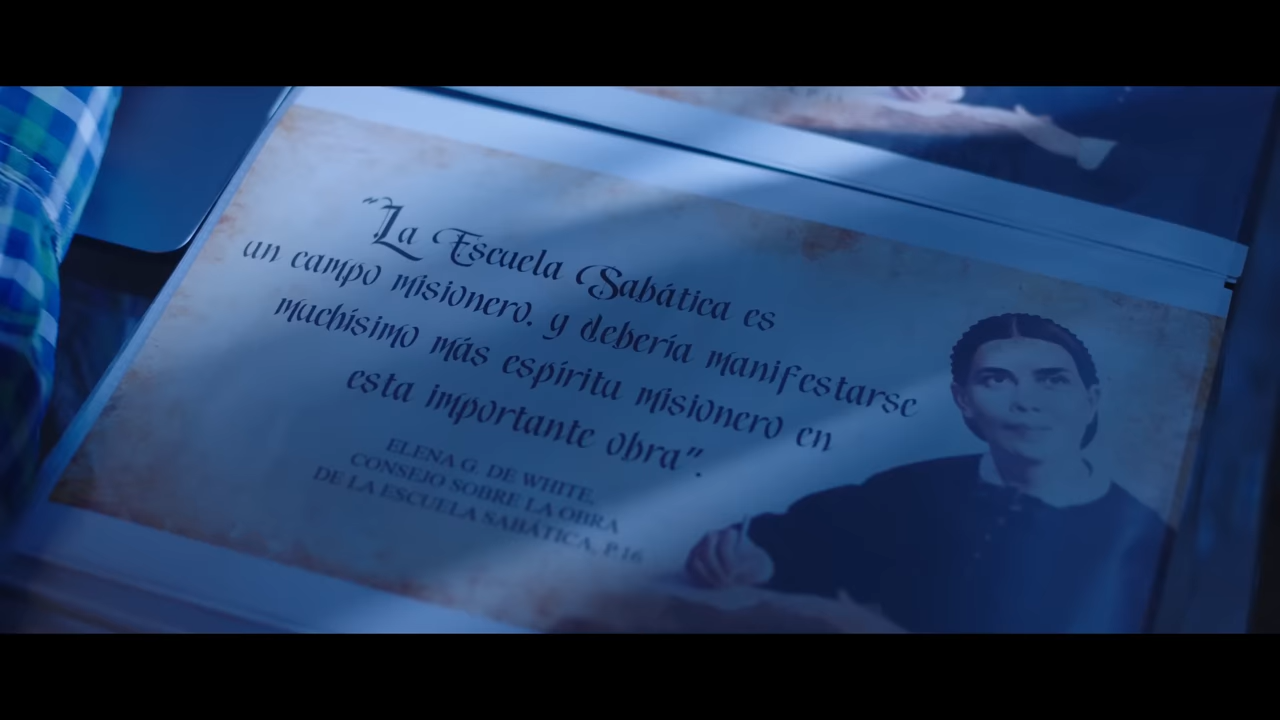 “La Escuela Sabática es
un campo misionero, y debería manifestarse
muchísimo más espíritu misionero en
esta importante obra”.
ELENA G. DE WHITE,
CONSEJO SOBRE LA OBRA
DE LA ESCUELA SABÁTICA, P.16